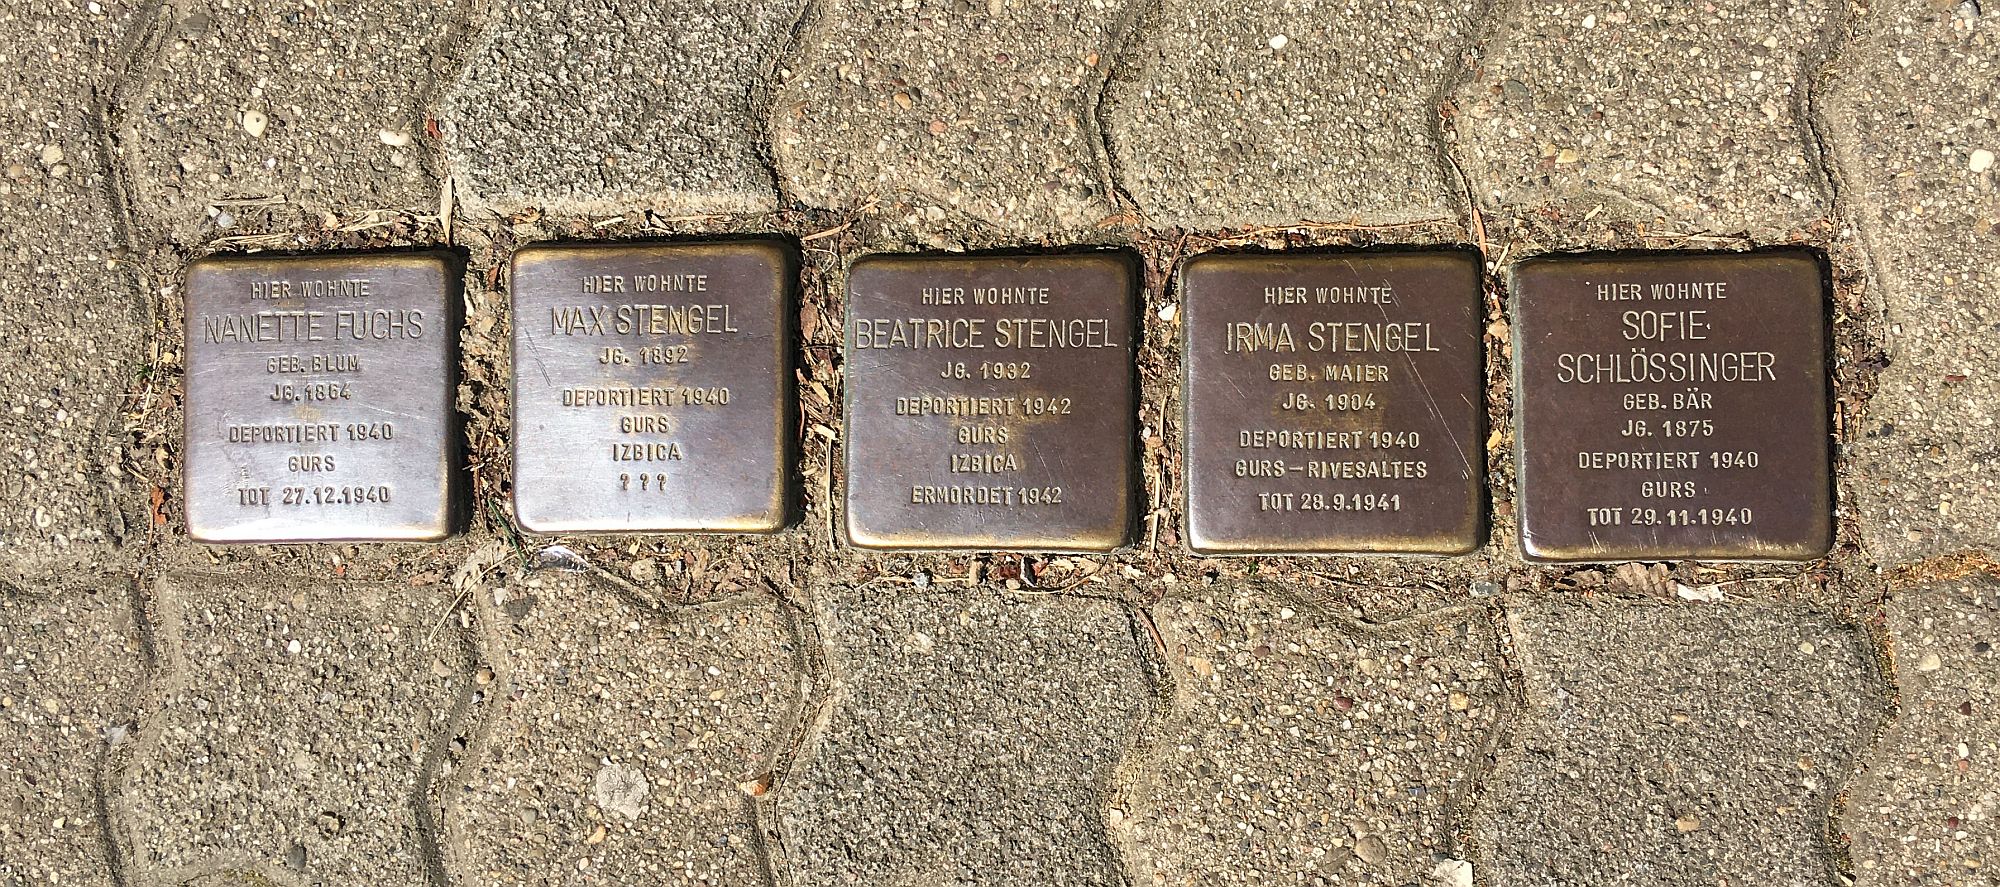 HIER WOHNTE
NANETTE FUCHS
GEB. BLUM
JG. 1864
DEPORTIERT 1940
GURS
TOT 27.12.1940
HIER WOHNTE
MAX STENGEL
JG. 1892
DEPORTIERT 1940
GURS
IZBICA
? ? ?
HIER WOHNTE
BEATRICE STENGEL
JG. 1932
DEPORTIERT 1942
GURS
IZBICA
ERMORDET 1942
HIER WOHNTE
IRMA STENGEL
GEB. MAIER
JG. 1904
DEPORTIERT 1940
GURS – RIVESALTES
TOT 28.9.1941
HIER WOHNTE
SOFIE
SCHLÖSSINGER
GEB. BÄR
JG. 1875
DEPORTIERT 1940
GURS
TOT 29.11.1940